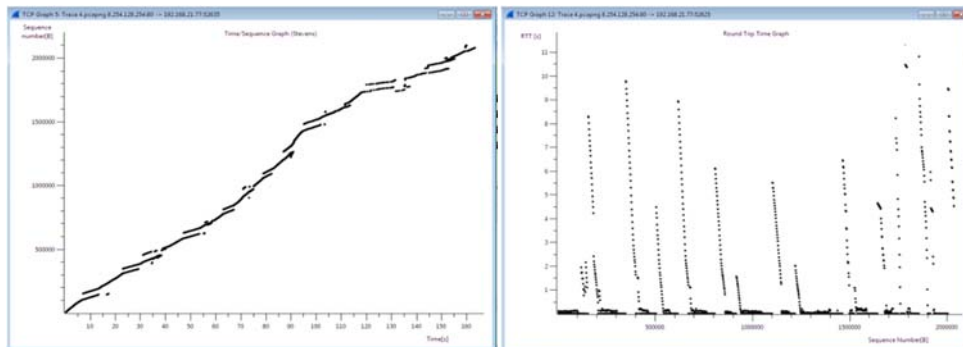 TCP Graph 5: Trace 4.pcapng 8.254.128.254:80 -> 192.168.21.77:52635
Sequence
number[B]
Time/Sequence Graph (Stevens)
2000000
1500000
1000000
500000
10 20 30 40 50 60 70 80 90 100 110 120 130 140 150 160
Time[s]
TCP Graph 12: Trace 4.pcapng 8.254.128.254:80 -> 192.168.21.77:52625
RTT [s]
Round Trip Time Graph
11
10
9
8
7
6
5
4
3
2
1
500000 1000000 1500000 2000000
Sequence Number[B]